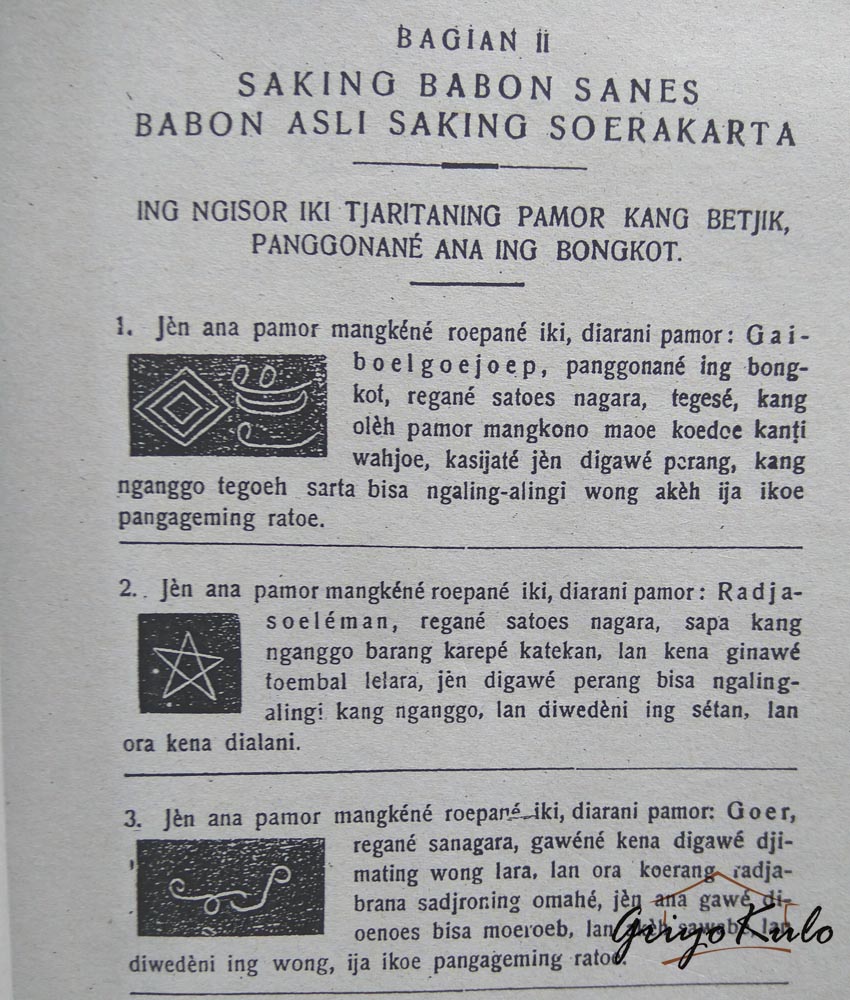 BAGIAN II
SAKING BABON SANES
BABON ASLI SAKING SOERAKARTA
ING NGISOR IKI TJARITANING PAMOR KANG BETJIK,
PANGGONANÉ ANA ING BONGKOT.
1. Jèn ana pamor mangkéné roepané iki, diarani pamor: Gai-
boelgoejoep, panggonané ing bong-
kot, regané satoes nagara, tegesé, kang
olèh pamor mangkono maoe koedoe kanṭi
wahjoe, kasijaté jèn digawé perang, kang
nganggo tegoeh sarta bisa ngaling-alingi wong akèh ija ikoe
pangageming ratoe.
2. Jèn ana pamor mangkéné roepané iki, diarani pamor: Radja-
soeléman, regané satoes nagara, sapa kang
nganggo barang karepé katekan, lan kena ginawé
toembal lelara, jèn digawé perang bisa ngaling-
alingi kang nganggo, lan diwedèni ing sétan, lan
ora kena dialani.
3. Jèn ana pamor mangkéné roepané iki, diarani pamor: Goer,
regané sanagara, gawéné kena digawé dji-
mating wong lara, lan ora koerang radja-
brana sadjroning omahé, jèn ana gawé di-
oenoes bisa moeroeb, lan akèh sawabé, lan
diwedèni ing wong, ija ikoe pangageming ratoe.
Griyo Kulo